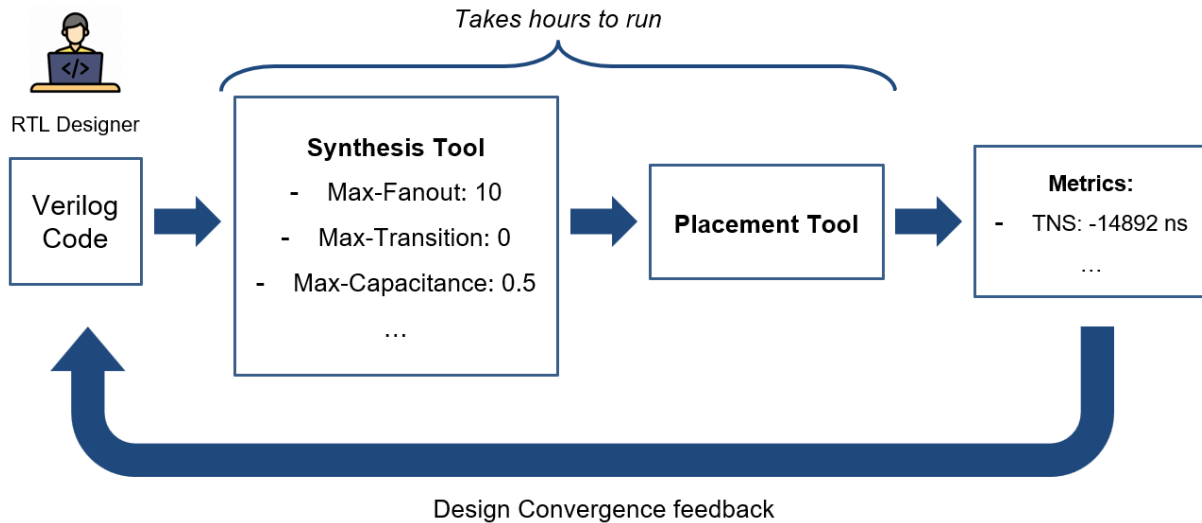 Takes hours to run
</>
RTL Designer
Verilog
Code
Synthesis Tool
- Max-Fanout: 10
- Max-Transition: 0
- Max-Capacitance: 0.5
...
Placement Tool
Metrics:
- TNS: -14892 ns
...
Design Convergence feedback